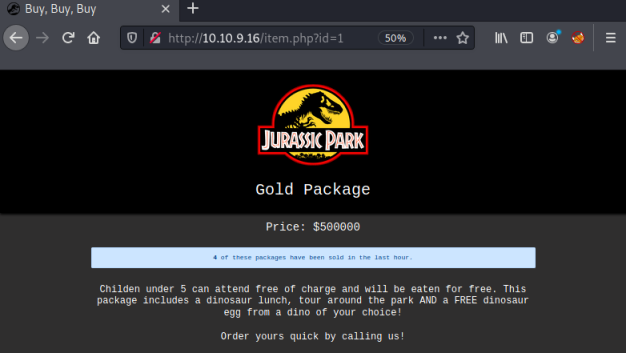 Buy, Buy, Buy
http://10.10.9.16/item.php?id=1
50%
JURASSIC PARK
Gold Package
Price: $500000
4 of these packages have been sold in the last hour.
Childen under 5 can attend free of charge and will be eaten for free. This
package includes a dinosaur lunch, tour around the park AND a FREE dinosaur
egg from a dino of your choice!
Order yours quick by calling us!